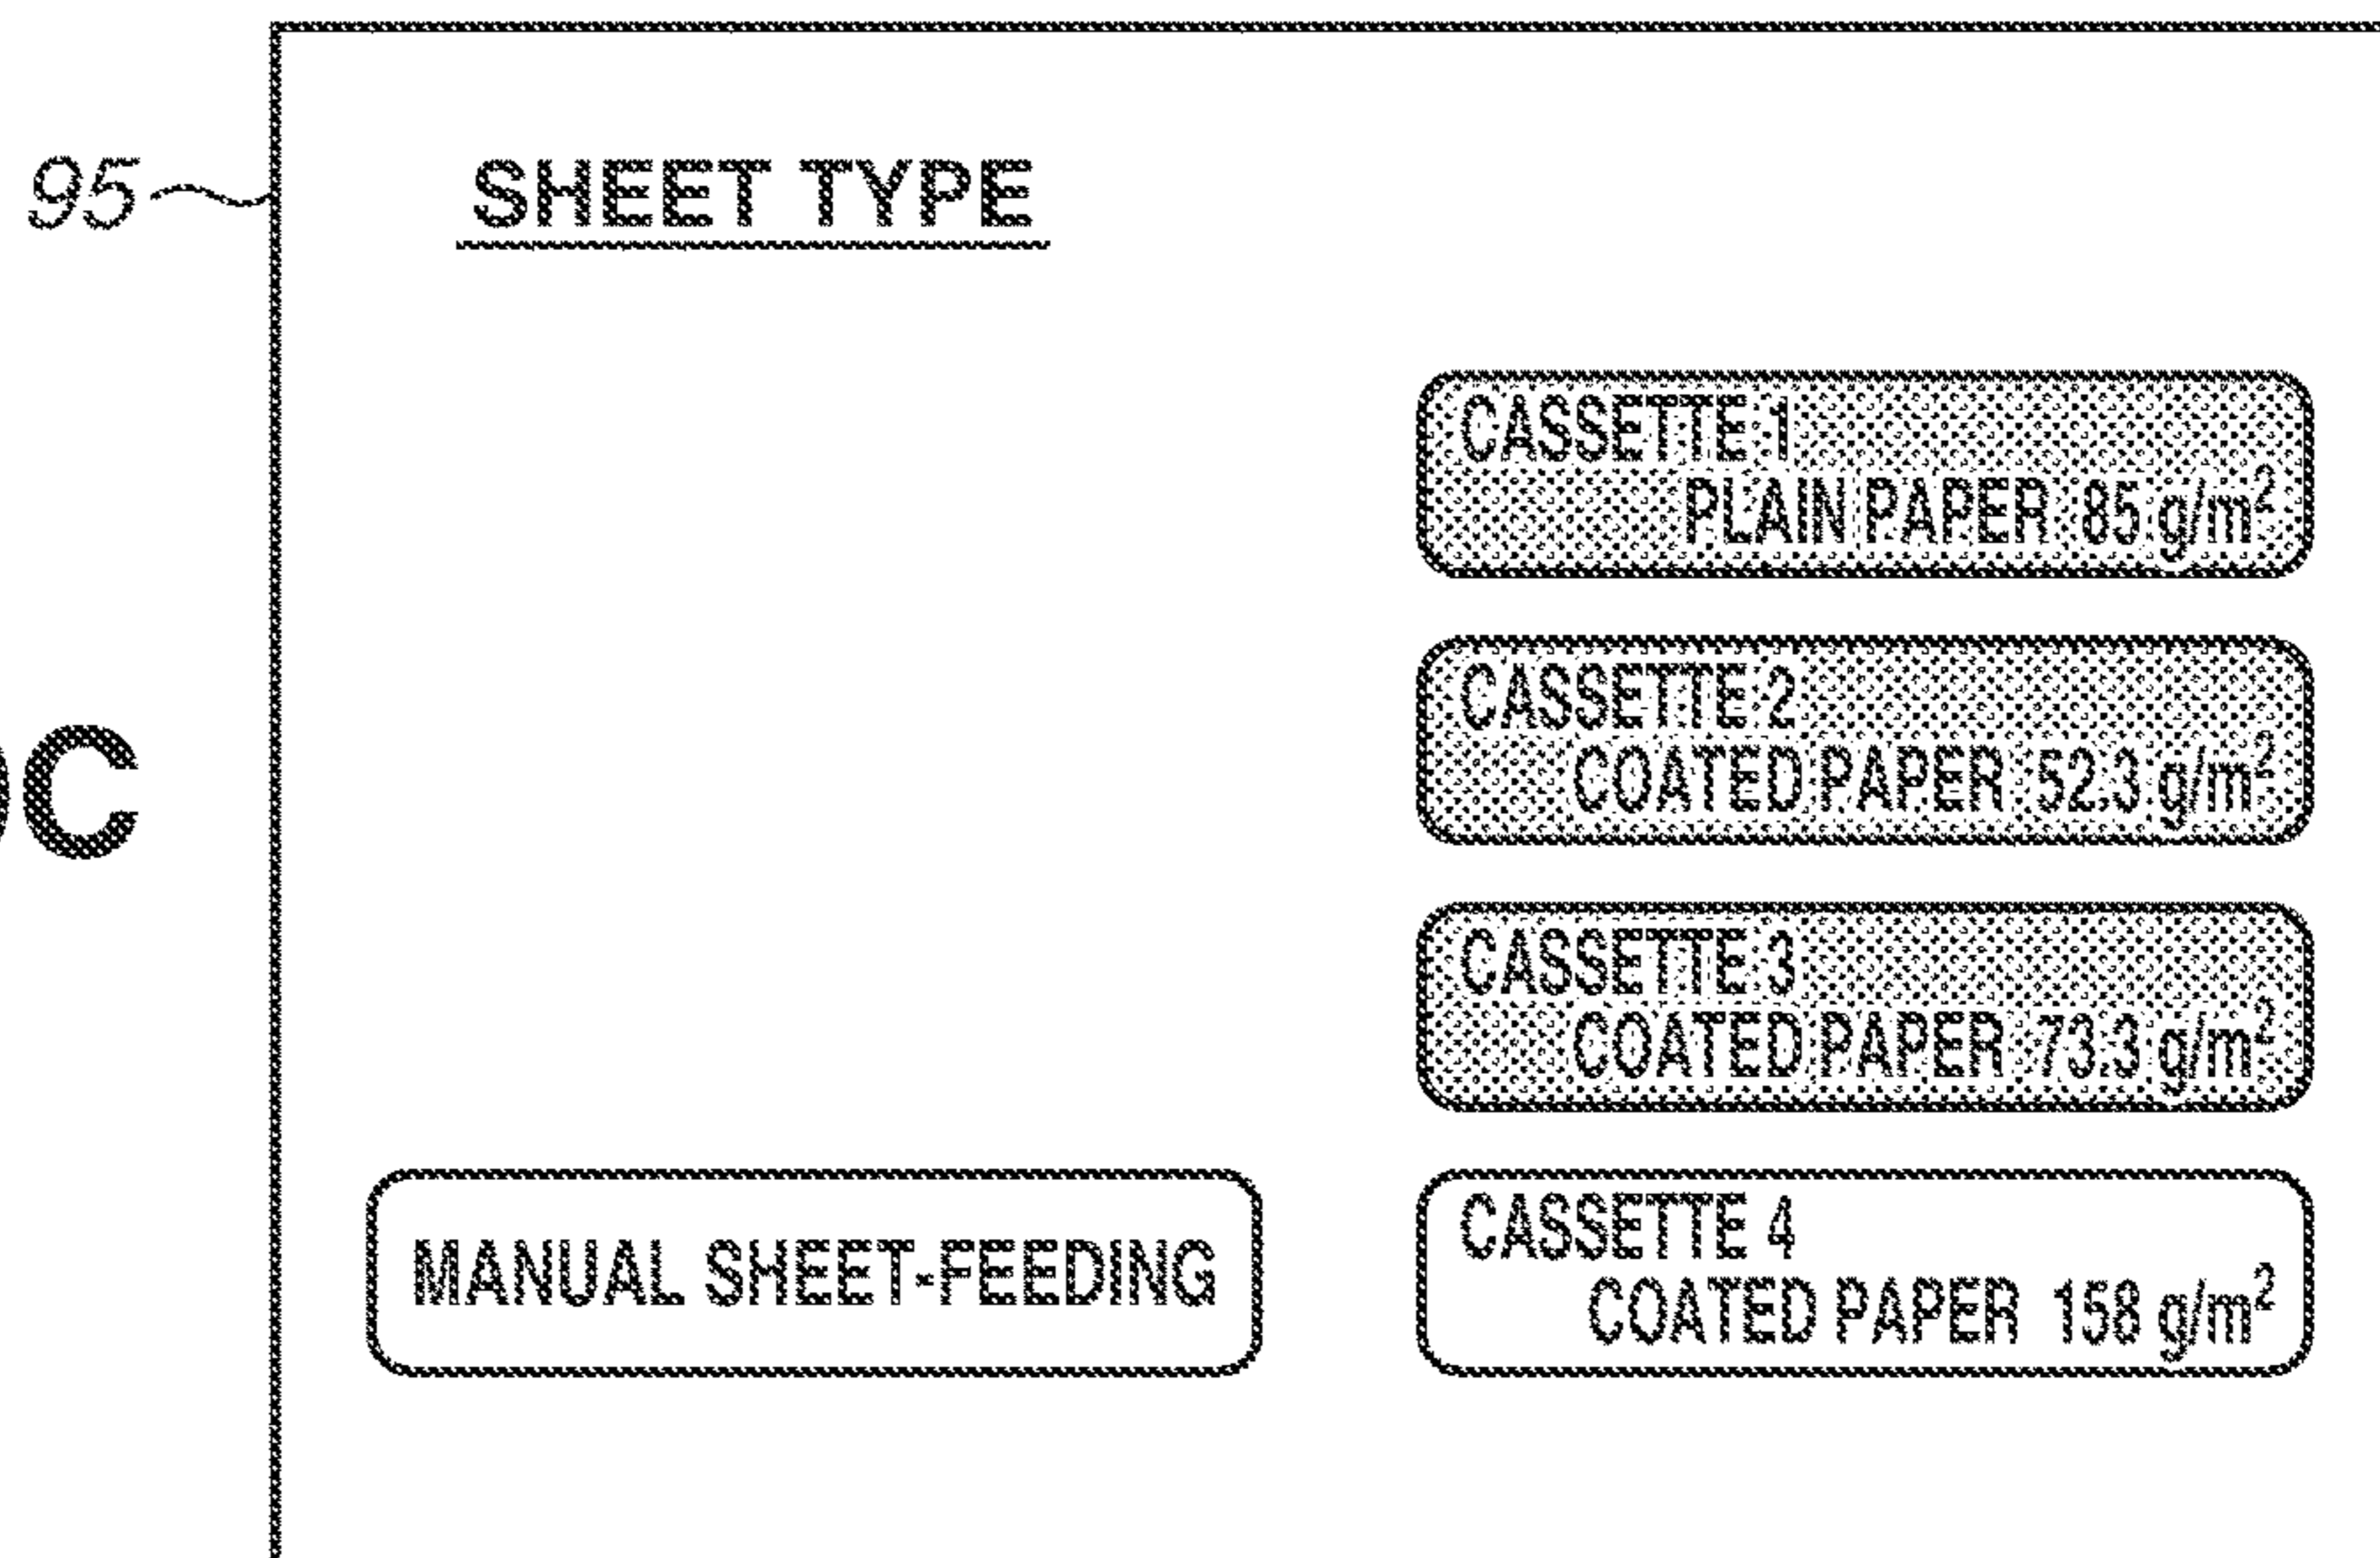 95
SHEET TYPE
CASSETTE 1
PLAIN PAPER 85 g/m²
CASSETTE 2
COATED PAPER 52.3 g/m²
C
CASSETTE 3
COATED PAPER 73.3 g/m²
MANUAL SHEET-FEEDING
CASSETTE 4
COATED PAPER 158 g/m²